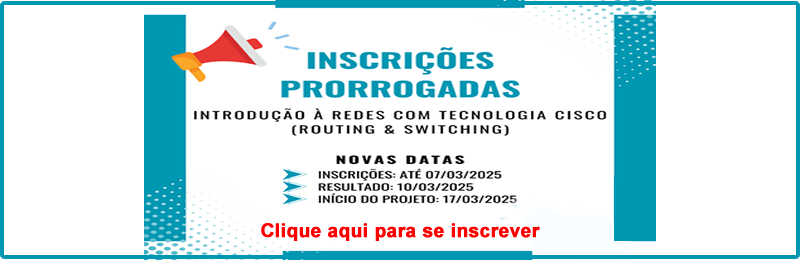 INSCRIÇÕES
PRORROGADAS
INTRODUÇÃO À REDES COM TECNOLOGIA CISCO
(ROUTING & SWITCHING)
NOVAS DATAS
INSCRIÇÕES: ATÉ 07/03/2025
RESULTADO: 10/03/2025
INÍCIO DO PROJETO: 17/03/2025
Clique aqui para se inscrever